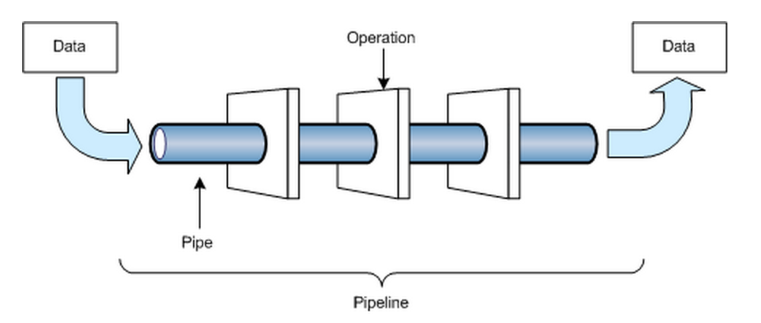 Data
Operation
Data
Pipe
Pipeline